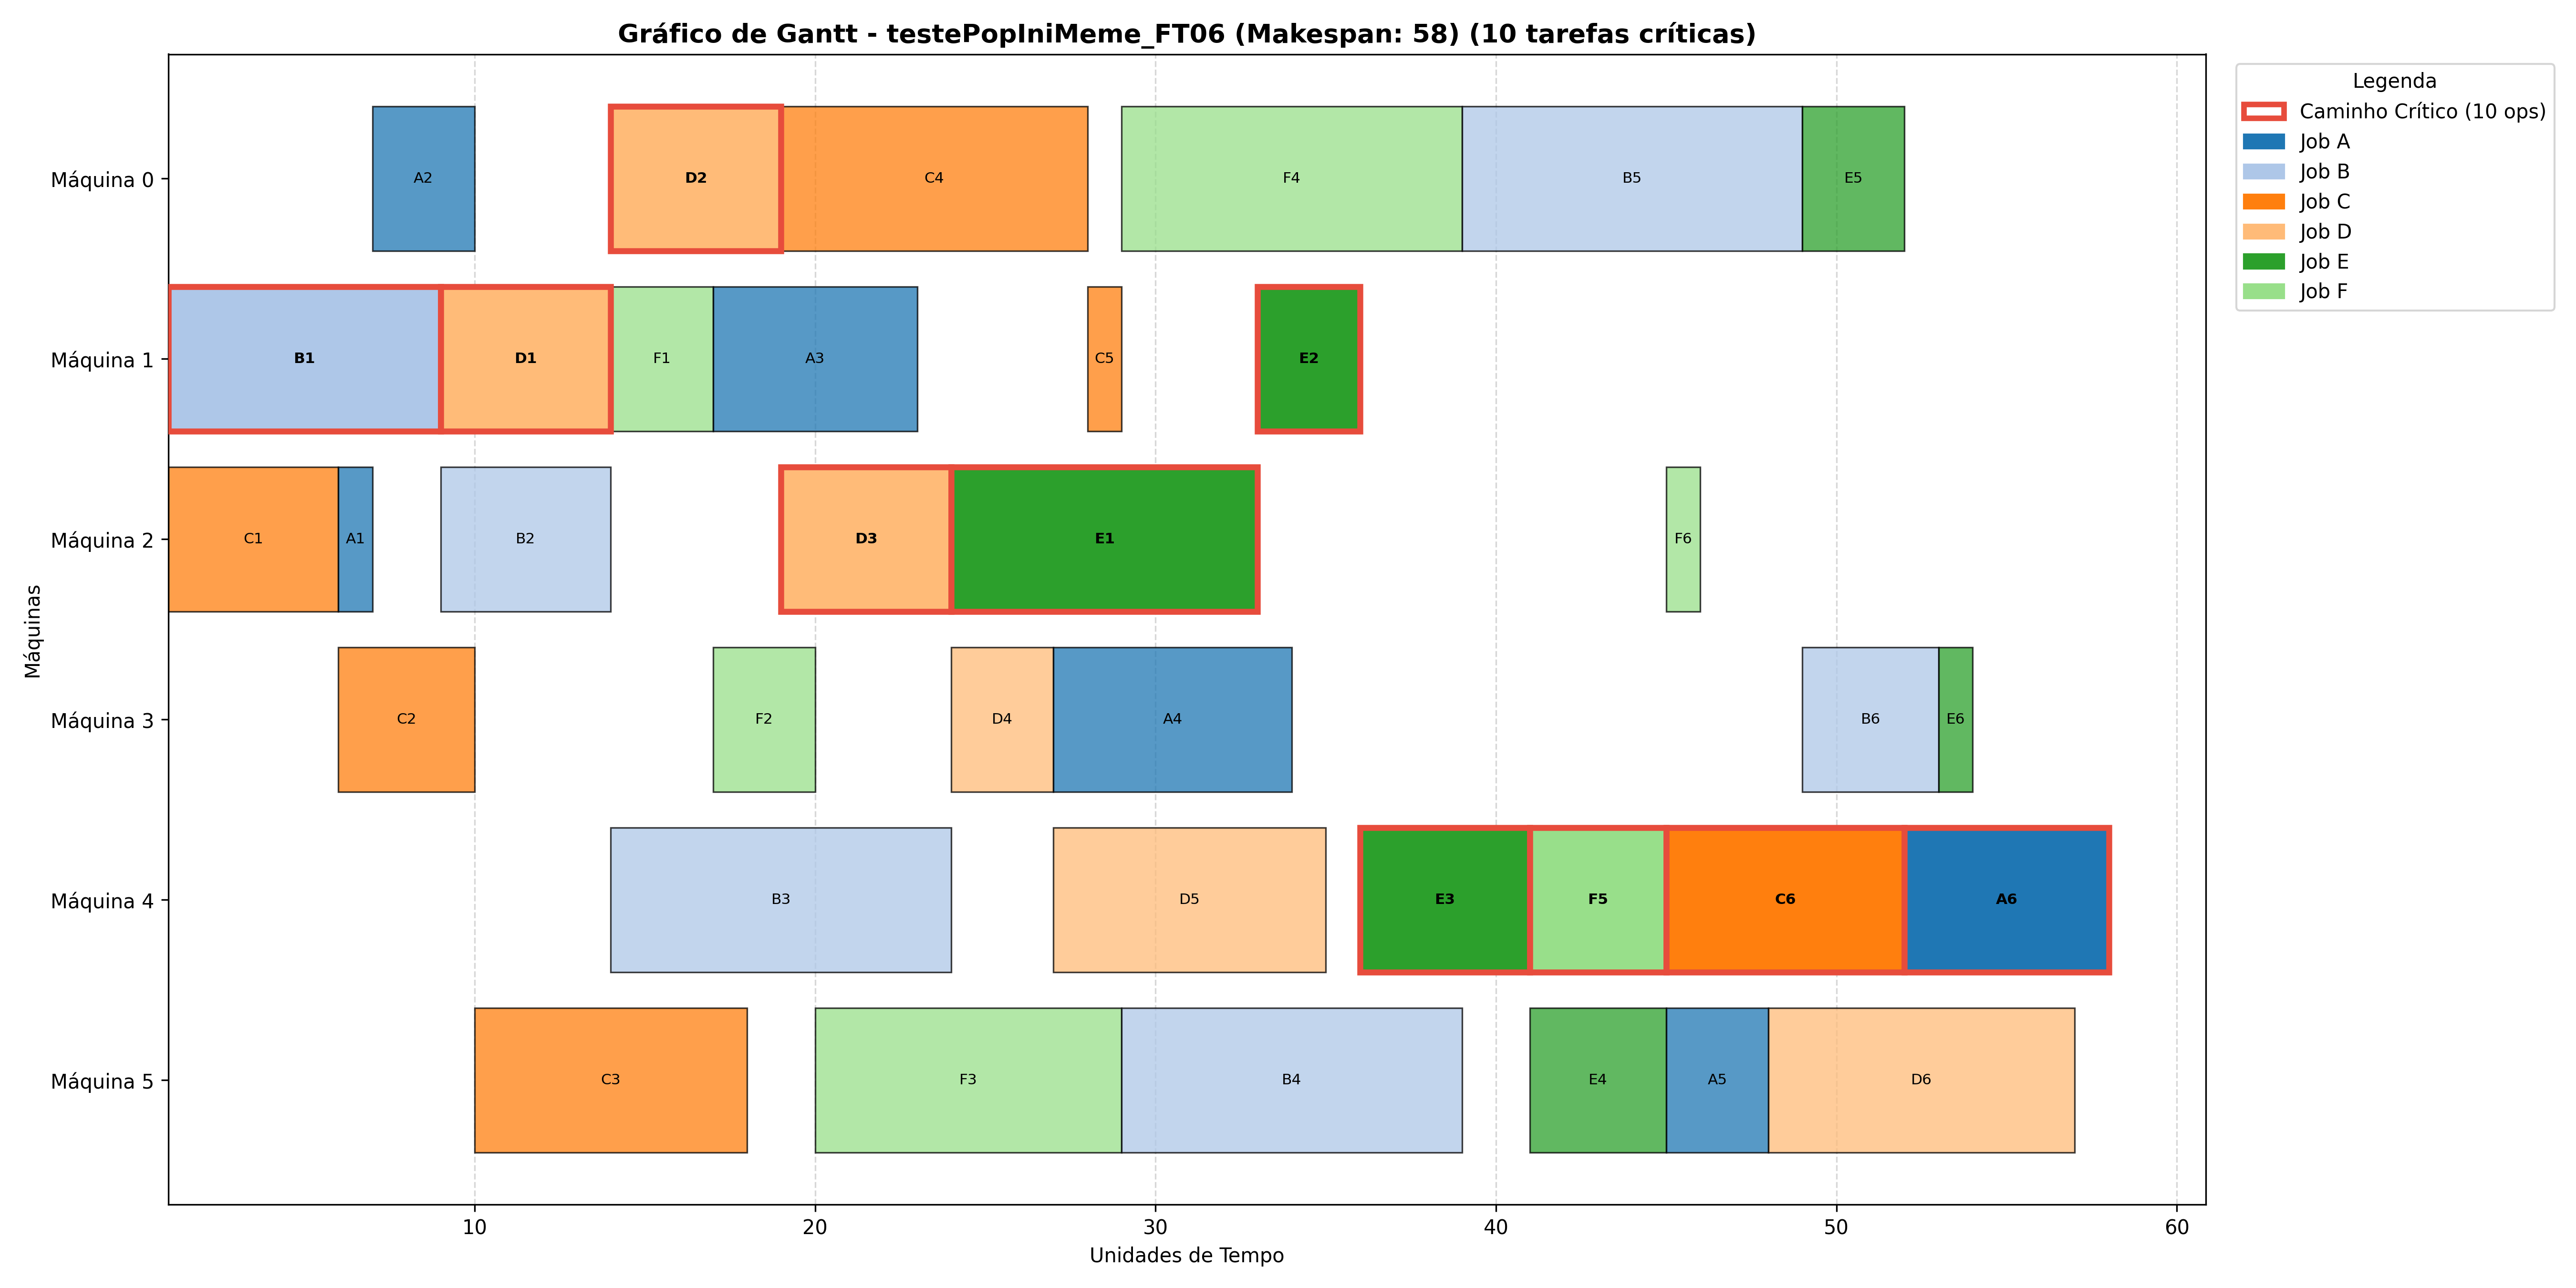 Gráfico de Gantt - testePopIniMeme_FT06 (Makespan: 58) (10 tarefas críticas)
Legenda
Caminho Crítico (10 ops)
Job A
Job B
Job C
Job D
Job E
Job F
Máquinas
Máquina 0
A2
D2
C4
F4
B5
E5
Máquina 1
B1
D1
F1
A3
C5
E2
Máquina 2
C1
A1
B2
D3
E1
F6
Máquina 3
C2
F2
D4
A4
B6
E6
Máquina 4
B3
D5
E3
F5
C6
A6
Máquina 5
C3
F3
B4
E4
A5
D6
10 20 30 40 50 60
Unidades de Tempo